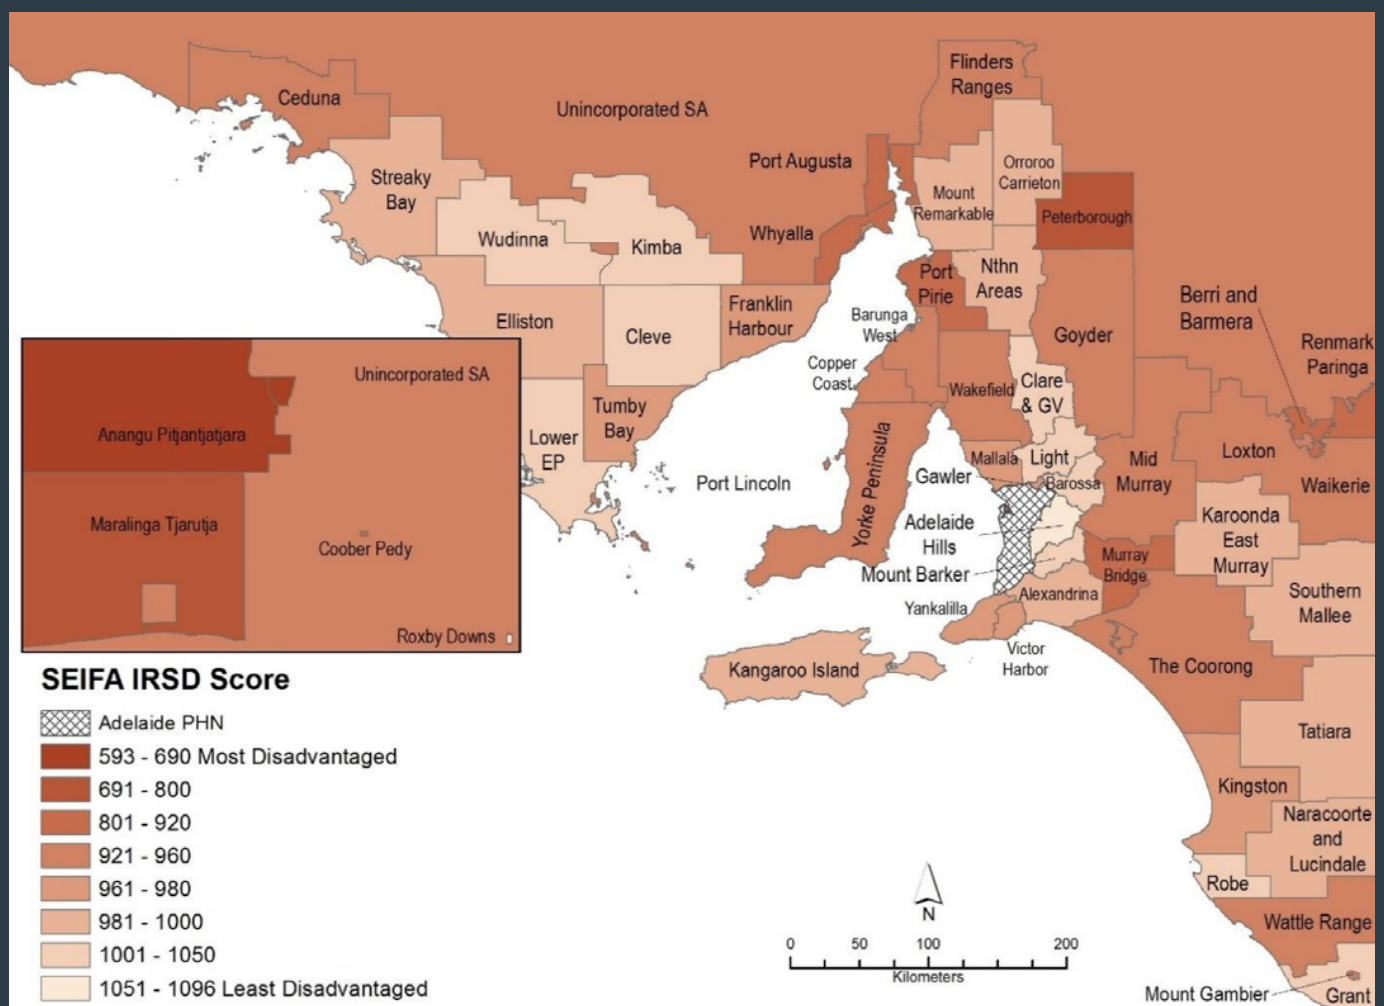 Flinders
Ranges
Ceduna
Unincorporated SA
Port Augusta
Orroroo
Carrieton
Streaky
Bay
Mount
Remarkable
Peterborough
Wudinna
Kimba
Whyalla
Port
Pirie
Nthn
Areas
Berri and
Barmera
Franklin
Harbour
Elliston
Cleve
Barunga
West
Goyder
Renmark
Paringa
Copper
Coast
Wakefield
Clare
& GV
Unincorporated SA
Tumby
Bay
Anangu Pitjantjatjara
Lower
EP
Yorke Peninsula
Mallala
Light
Mid
Murray
Loxton
Port Lincoln
Gawler
Barossa
Waikerie
Maralinga Tjarutja
Adelaide
Hills
Karoonda
East
Murray
Coober Pedy
Mount Barker
Murray
Bridge
Southern
Mallee
Alexandrina
Yankalilla
Roxby Downs
Victor
Harbor
Kangaroo Island
The Coorong
Tatiara
Kingston
Naracoorte
and
Lucindale
Robe
Wattle Range
Mount Gambier
Grant
SEIFA IRSD Score
Adelaide PHN
593 - 690 Most Disadvantaged
691 - 800
801 - 920
921 - 960
961 - 980
981 - 1000
1001 - 1050
1051 - 1096 Least Disadvantaged
N
0 50 100 200
Kilometers